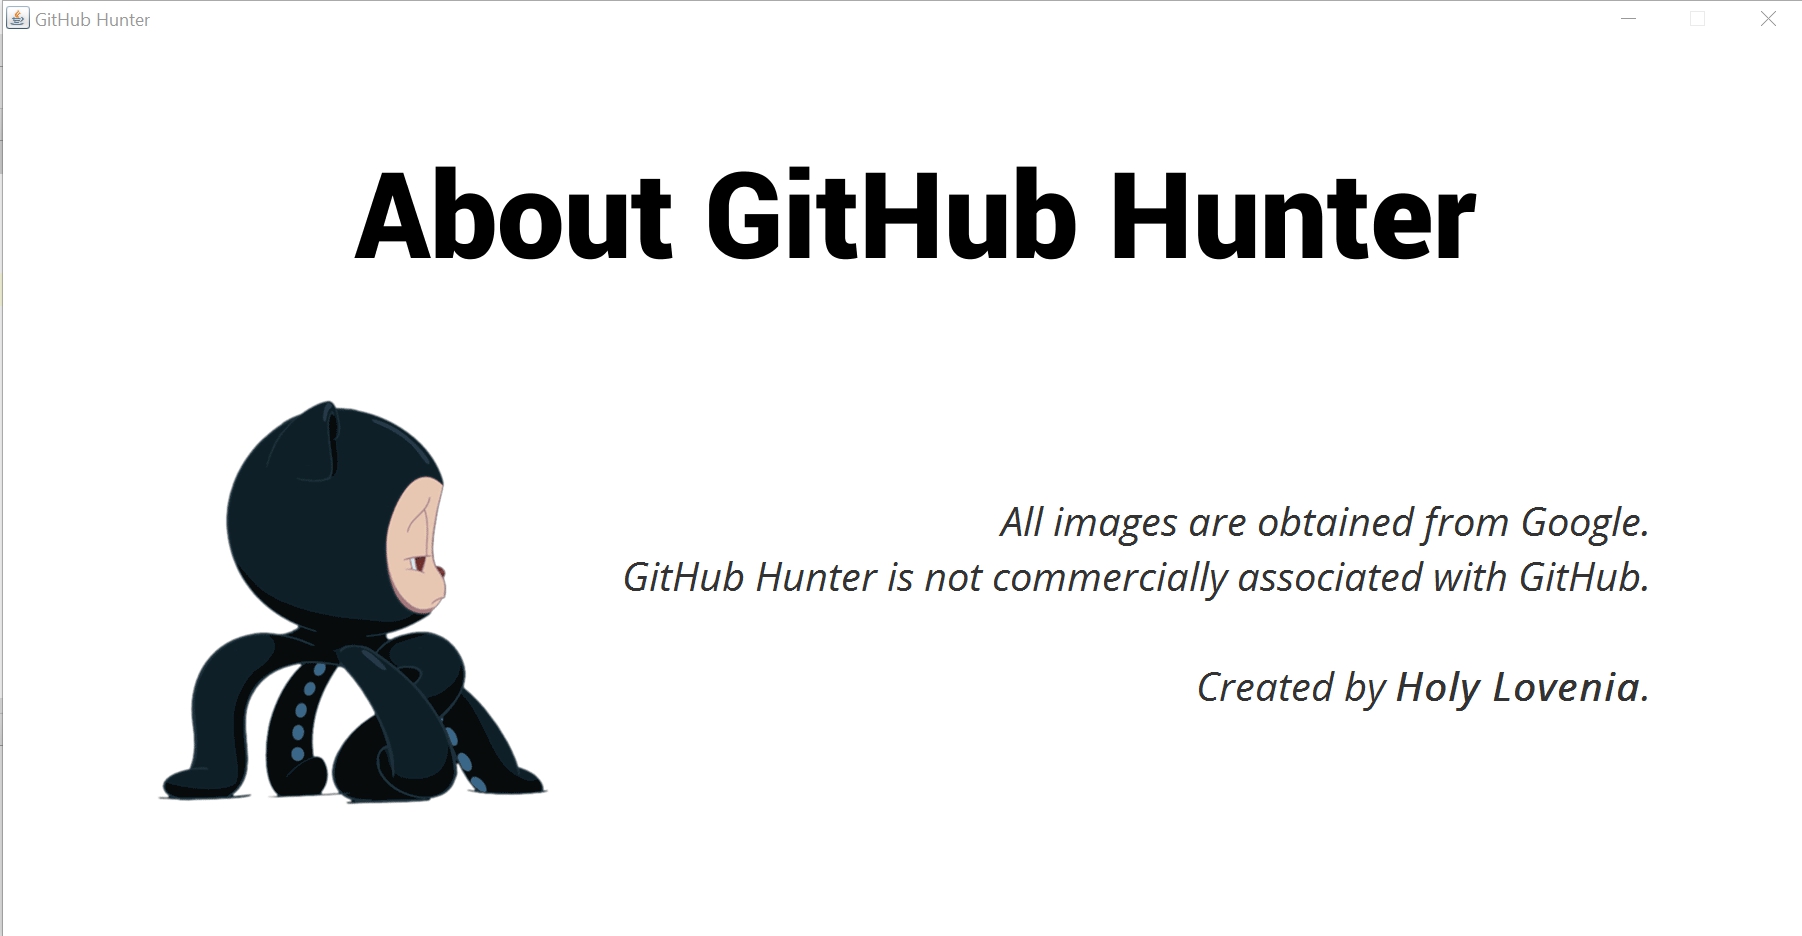 GitHub Hunter
About GitHub Hunter
All images are obtained from Google.
GitHub Hunter is not commercially associated with GitHub.
Created by Holy Lovenia.